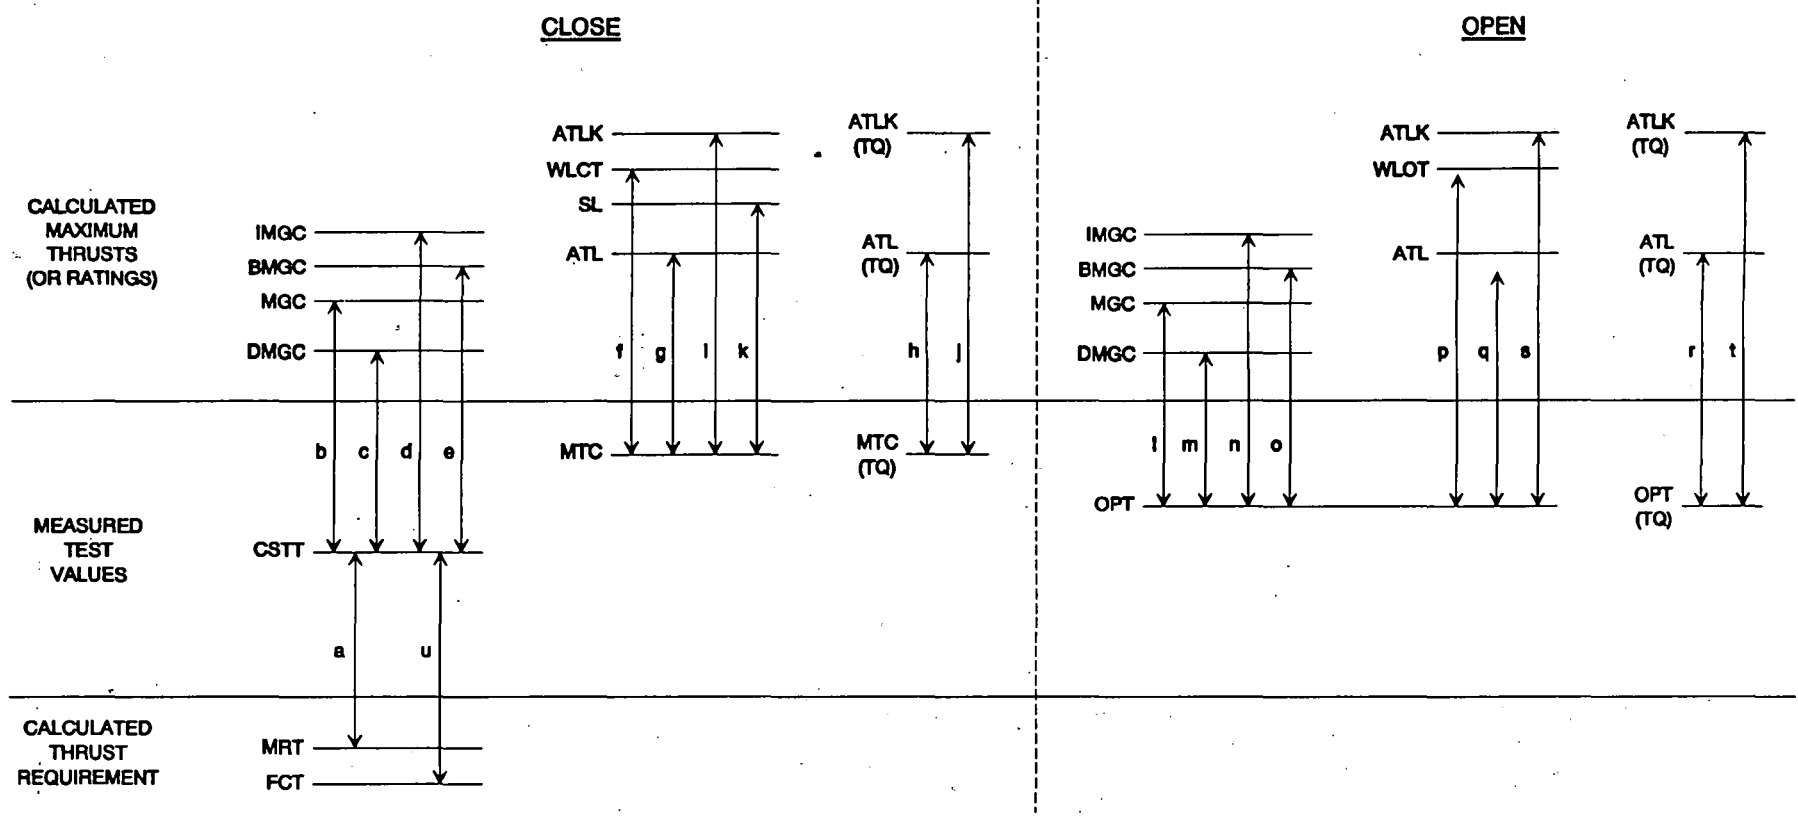 CLOSE
OPEN
CALCULATED
MAXIMUM
THRUSTS
(OR RATINGS)
IMGC
BMGC
MGC
DMGC
b
c
d
e
CSTT
ATLK
WLCT
SL
ATL
f
g
i
k
MTC
ATLK
(TQ)
ATL
(TQ)
h
j
MTC
(TQ)
IMGC
BMGC
MGC
DMGC
l
m
n
o
OPT
ATLK
WLOT
ATL
p
q
s
ATLK
(TQ)
ATL
(TQ)
r
t
OPT
(TQ)
MEASURED
TEST
VALUES
a
u
CALCULATED
THRUST
REQUIREMENT
MRT
FCT